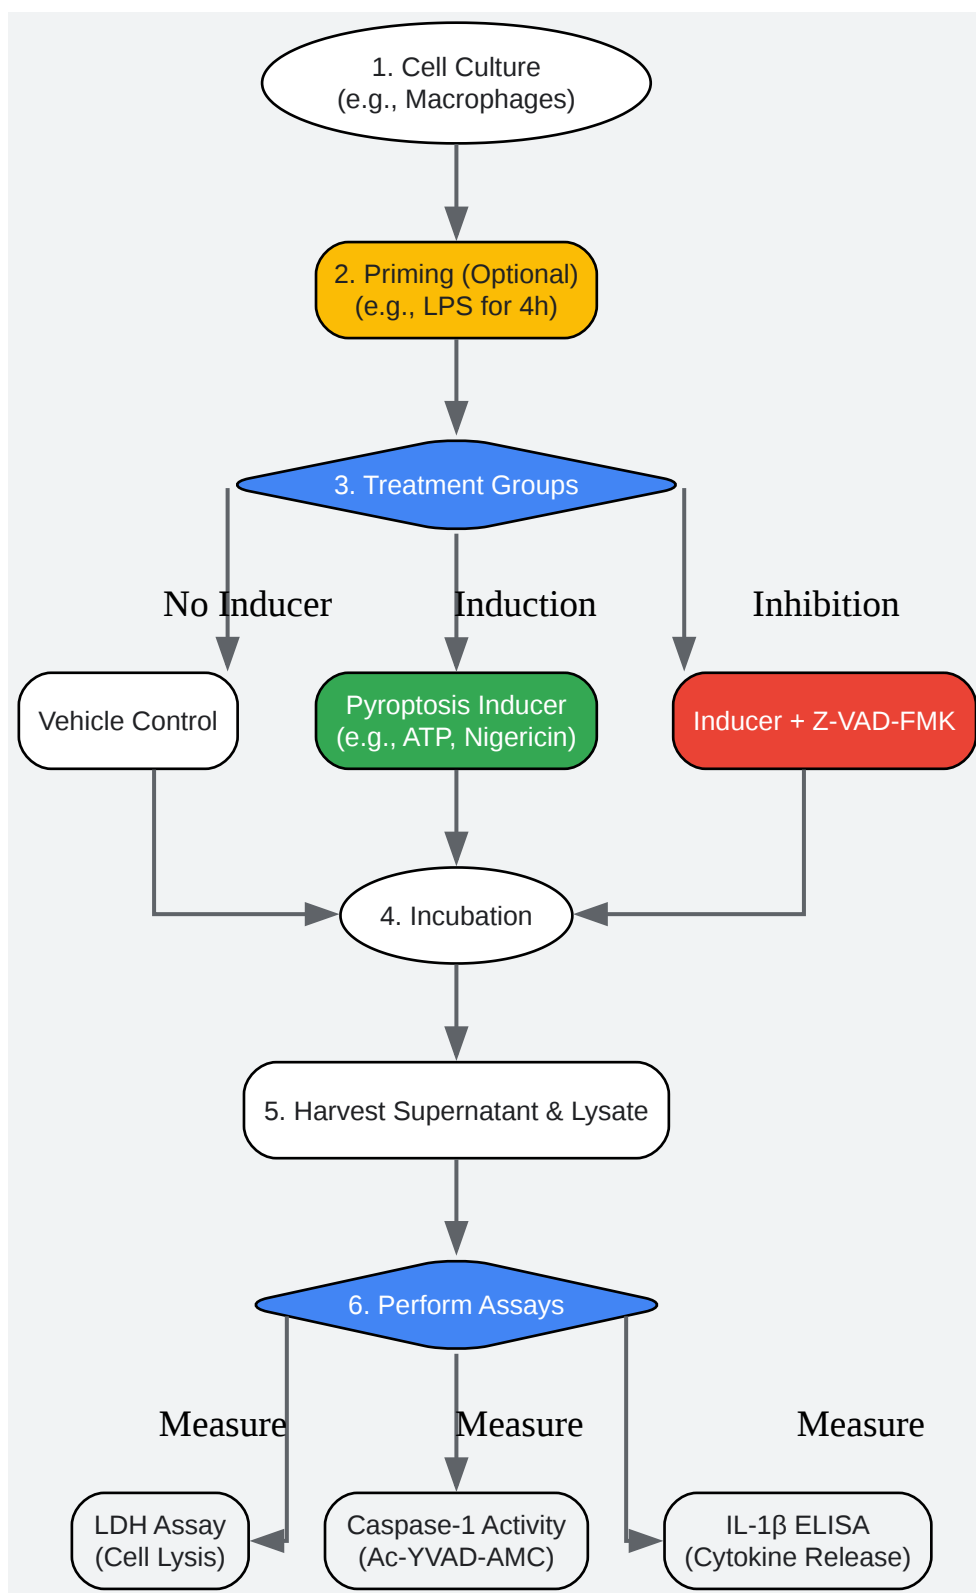 1. Cell Culture
(e.g., Macrophages)
2. Priming (Optional)
(e.g., LPS for 4h)
3. Treatment Groups
No Inducer
Induction
Inhibition
Vehicle Control
Pyroptosis Inducer
(e.g., ATP, Nigericin)
Inducer + Z-VAD-FMK
4. Incubation
5. Harvest Supernatant & Lysate
6. Perform Assays
Measure
Measure
Measure
LDH Assay
(Cell Lysis)
Caspase-1 Activity
(Ac-YVAD-AMC)
IL-1β ELISA
(Cytokine Release)